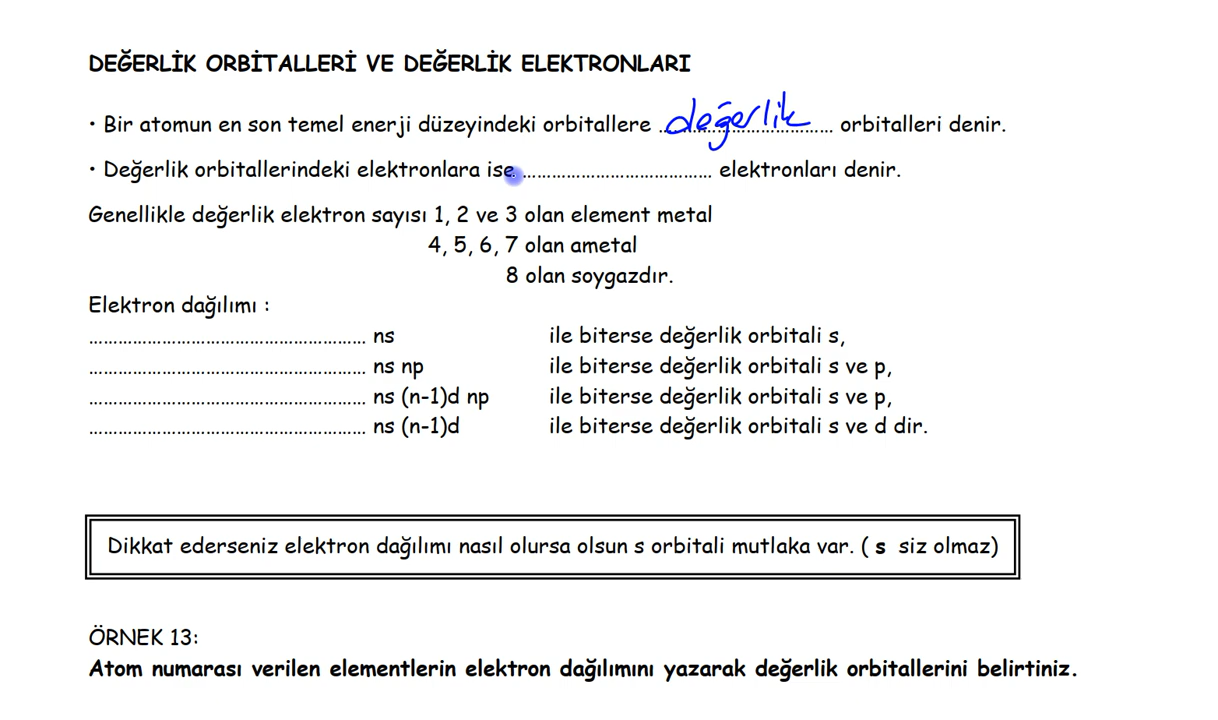 DEĞERLİK ORBİTALLERİ VE DEĞERLİK ELEKTRONLARI
• Bir atomun en son temel enerji düzeyindeki orbitallere ...değerlik... orbitalleri denir.
• Değerlik orbitallerindeki elektronlara ise ........................................ elektronları denir.
Genellikle değerlik elektron sayısı 1, 2 ve 3 olan element metal
4, 5, 6, 7 olan ametal
8 olan soygazdır.
Elektron dağılımı :
........................................................ ns ile biterse değerlik orbitali s,
........................................................ ns np ile biterse değerlik orbitali s ve p,
........................................................ ns (n-1)d np ile biterse değerlik orbitali s ve p,
........................................................ ns (n-1)d ile biterse değerlik orbitali s ve d dir.
Dikkat ederseniz elektron dağılımı nasıl olursa olsun s orbitali mutlaka var. ( s siz olmaz)
ÖRNEK 13:
Atom numarası verilen elementlerin elektron dağılımını yazarak değerlik orbitallerini belirtiniz.